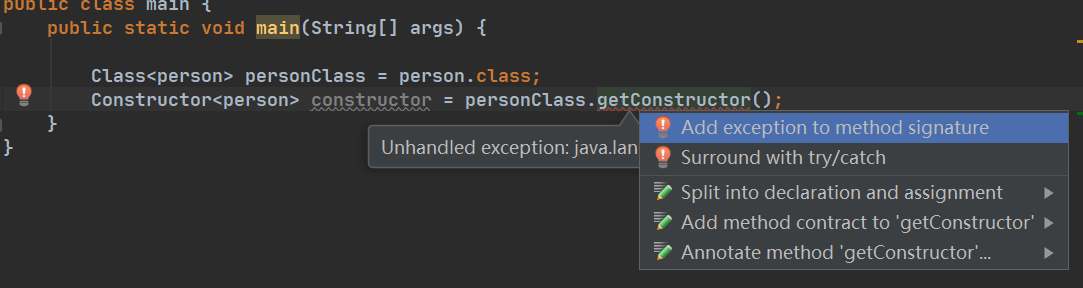 public class main {
public static void main(String[] args) {
Class<person> personClass = person.class;
Constructor<person> constructor = personClass.getConstructor();
}
}
Unhandled exception: java.lan
Add exception to method signature
Surround with try/catch
Split into declaration and assignment
Add method contract to 'getConstructor'
Annotate method 'getConstructor'...